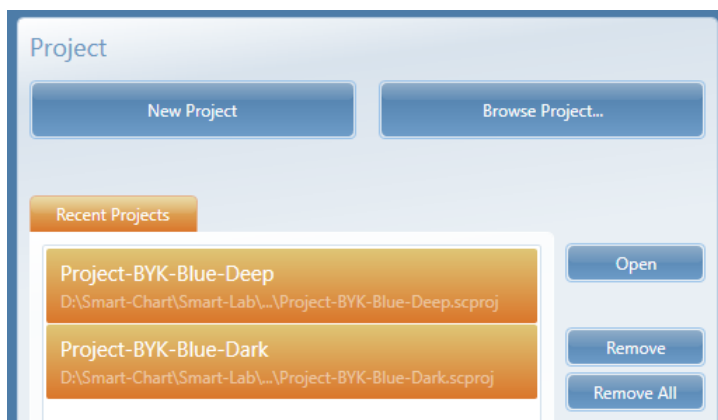 Project
New Project
Browse Project...
Recent Projects
Project-BYK-Blue-Deep
D:\Smart-Chart\Smart-Lab\...\Project-BYK-Blue-Deep.scproj
Open
Project-BYK-Blue-Dark
D:\Smart-Chart\Smart-Lab\...\Project-BYK-Blue-Dark.scproj
Remove
Remove All